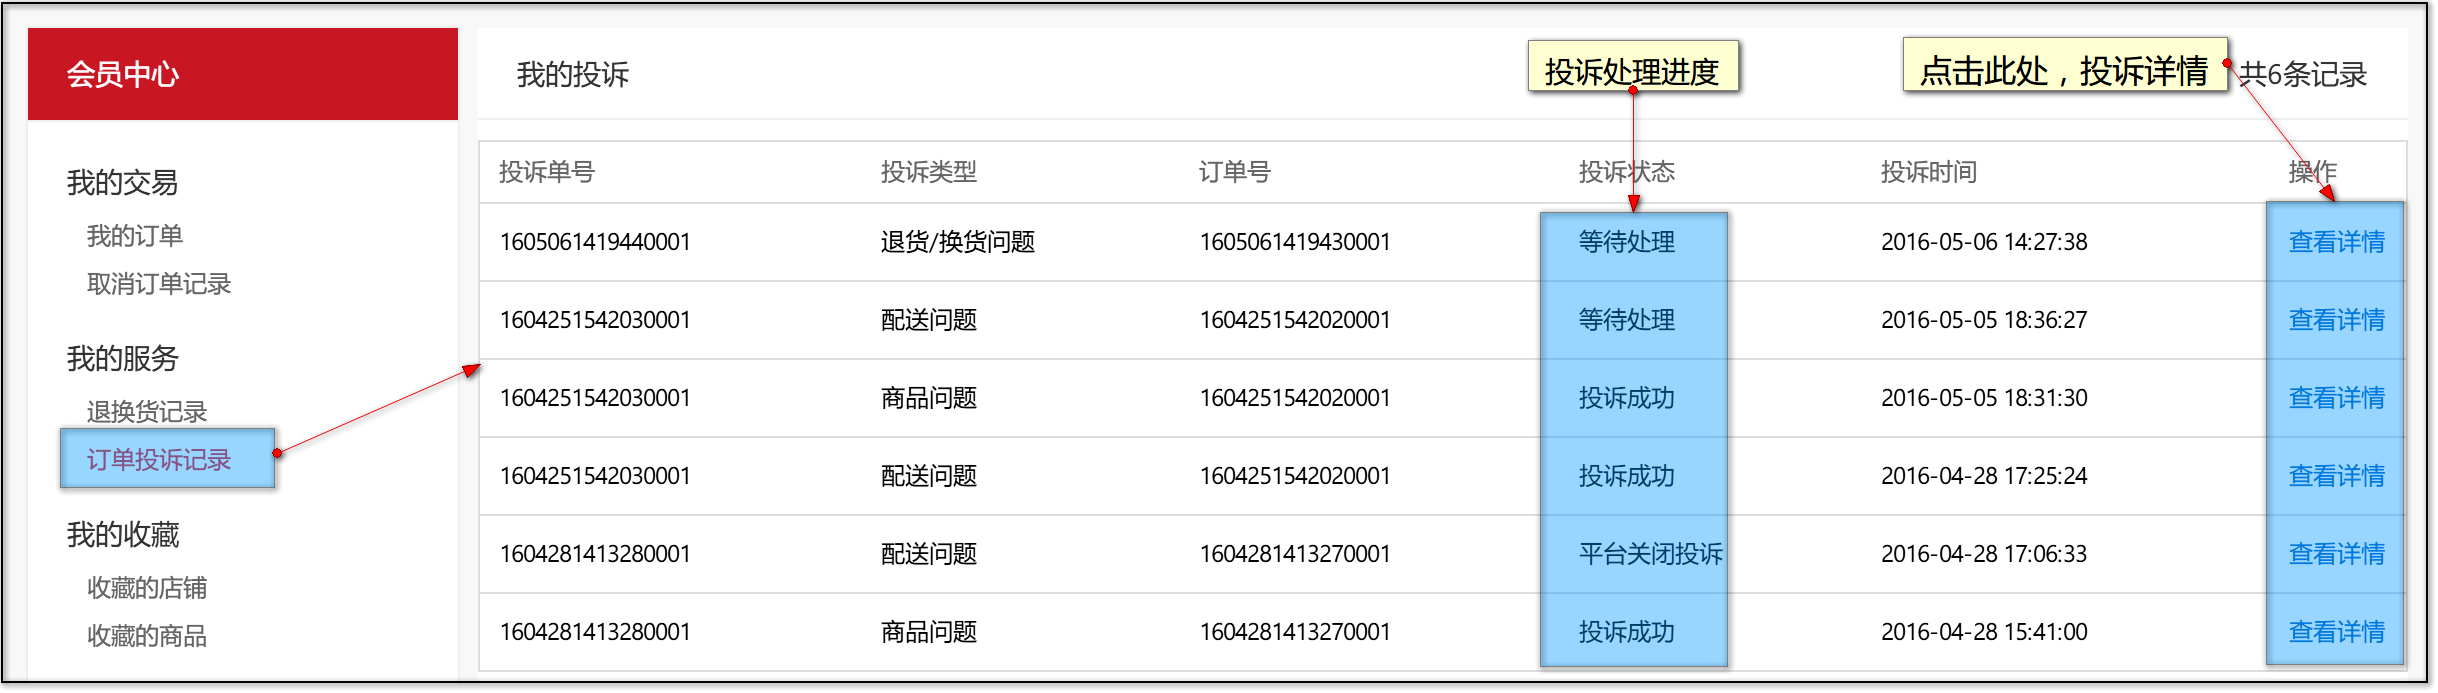 会员中心
我的交易
我的订单
取消订单记录
我的服务
退换货记录
订单投诉记录
我的收藏
收藏的店铺
收藏的商品
我的投诉 投诉处理进度 点击此处，投诉详情 共6条记录
投诉单号 投诉类型 订单号 投诉状态 投诉时间 操作
1605061419440001 退货/换货问题 1605061419430001 等待处理 2016-05-06 14:27:38 查看详情
1604251542030001 配送问题 1604251542020001 等待处理 2016-05-05 18:36:27 查看详情
1604251542030001 商品问题 1604251542020001 投诉成功 2016-05-05 18:31:30 查看详情
1604251542030001 配送问题 1604251542020001 投诉成功 2016-04-28 17:25:24 查看详情
1604281413280001 配送问题 1604281413270001 平台关闭投诉 2016-04-28 17:06:33 查看详情
1604281413280001 商品问题 1604281413270001 投诉成功 2016-04-28 15:41:00 查看详情